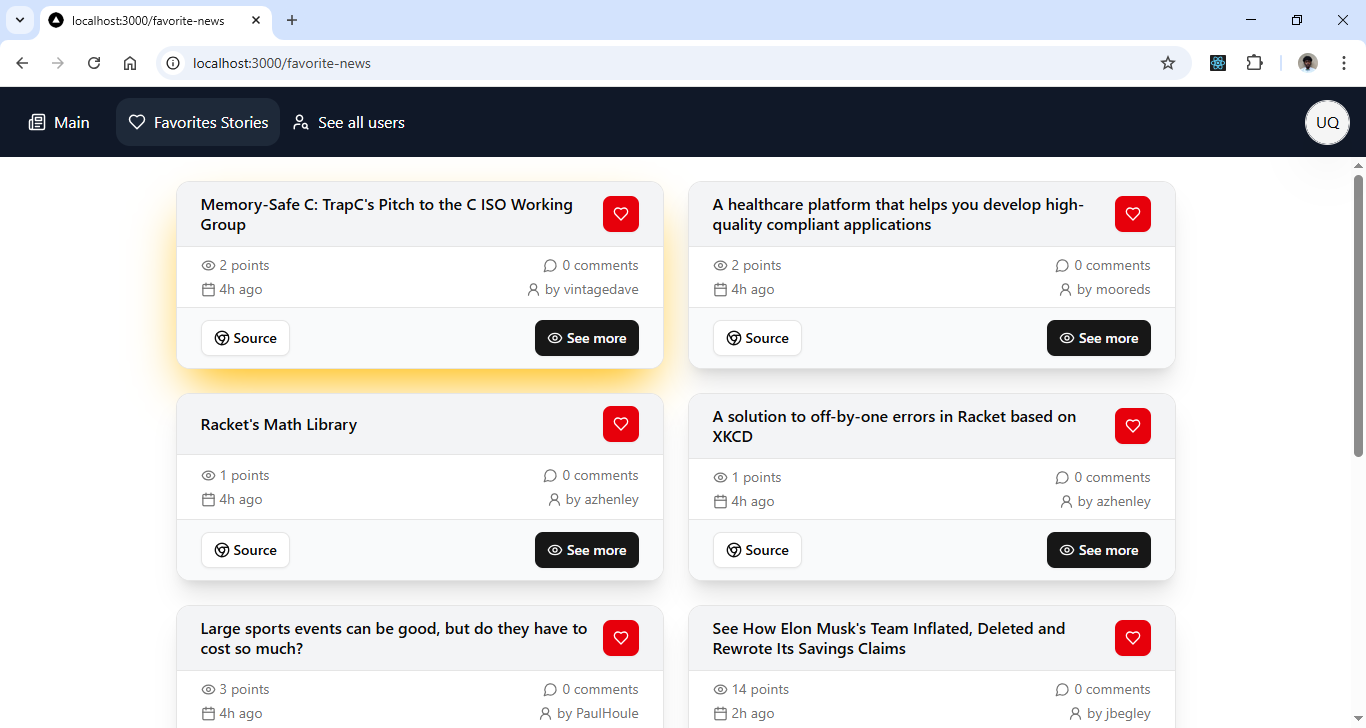 localhost:3000/favorite-news
localhost:3000/favorite-news
Main
Favorites Stories
See all users
UQ
Memory-Safe C: TrapC's Pitch to the C ISO Working
Group
2 points
0 comments
4h ago
by vintagedave
Source
See more
A healthcare platform that helps you develop high-
quality compliant applications
2 points
0 comments
4h ago
by mooreds
Source
See more
Racket's Math Library
1 points
0 comments
4h ago
by azhenley
Source
See more
A solution to off-by-one errors in Racket based on
XKCD
1 points
0 comments
4h ago
by azhenley
Source
See more
Large sports events can be good, but do they have to
cost so much?
3 points
0 comments
4h ago
by PaulHoule
See How Elon Musk's Team Inflated, Deleted and
Rewrote Its Savings Claims
14 points
0 comments
2h ago
by jbegley